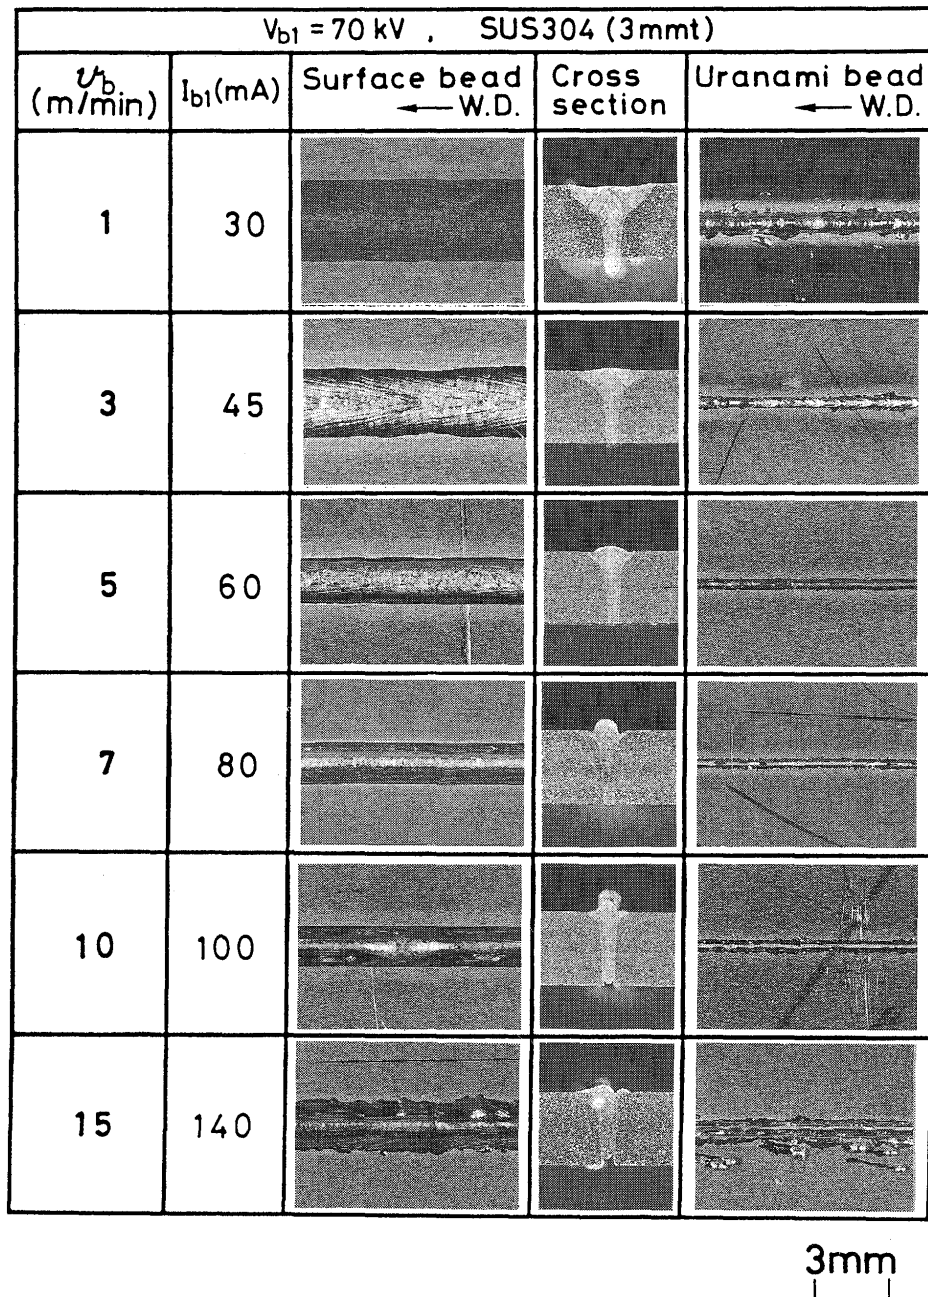 V_b1 = 70 kV , SUS304 (3mmt)
v_b (m/min) I_b1(mA) Surface bead ← W.D. Cross section Uranami bead ← W.D.
1 30
3 45
5 60
7 80
10 100
15 140
3mm